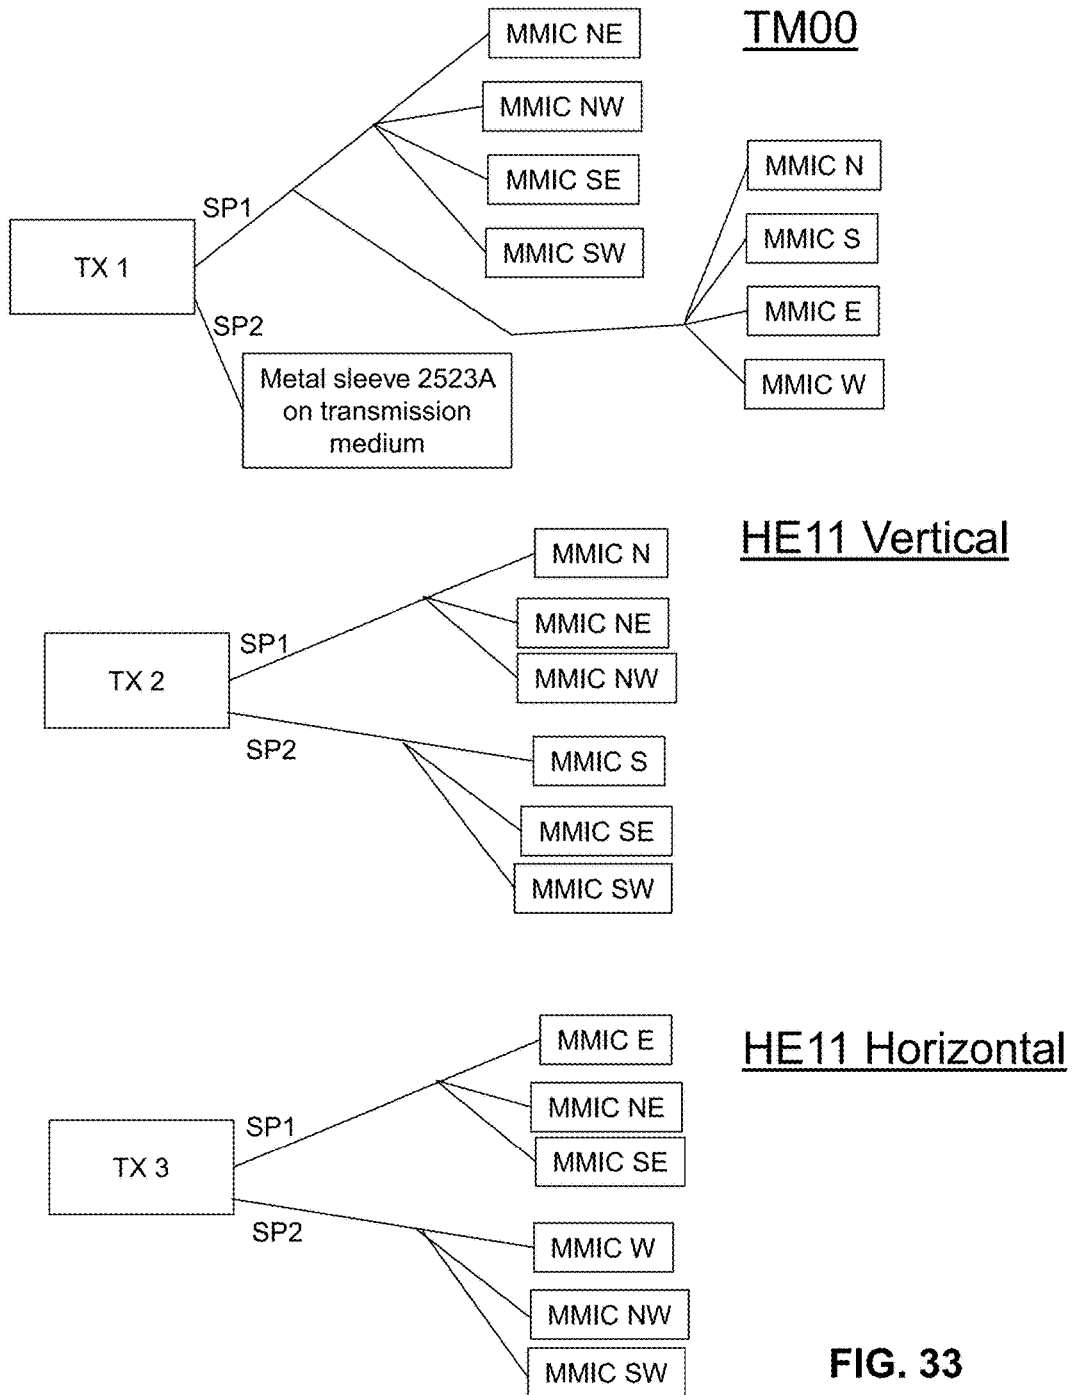 TM00
MMIC NE
MMIC NW
MMIC SE
MMIC SW
MMIC N
MMIC S
MMIC E
MMIC W
SP1
TX 1
SP2
Metal sleeve 2523A
on transmission
medium
HE11 Vertical
MMIC N
MMIC NE
MMIC NW
SP1
TX 2
SP2
MMIC S
MMIC SE
MMIC SW
HE11 Horizontal
MMIC E
MMIC NE
MMIC SE
SP1
TX 3
SP2
MMIC W
MMIC NW
MMIC SW
FIG. 33